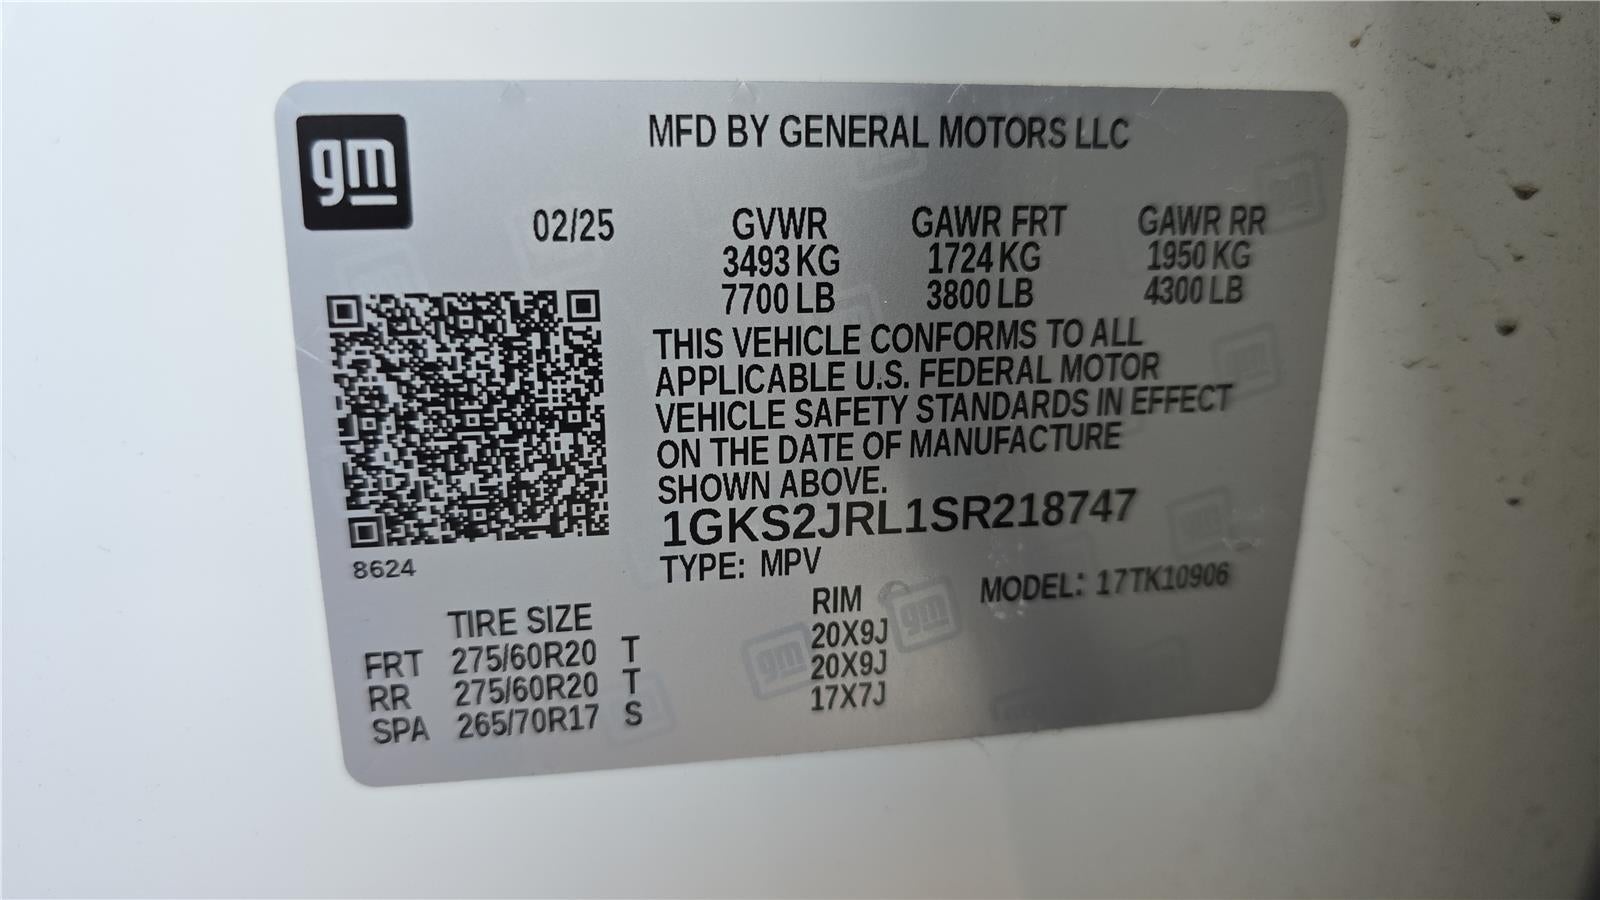 gm
MFD BY GENERAL MOTORS LLC
02/25 GVWR GAWR FRT GAWR RR
3493 KG 1724 KG 1950 KG
7700 LB 3800 LB 4300 LB
THIS VEHICLE CONFORMS TO ALL
APPLICABLE U.S. FEDERAL MOTOR
VEHICLE SAFETY STANDARDS IN EFFECT
ON THE DATE OF MANUFACTURE
SHOWN ABOVE.
1GKS2JRL1SR218747
TYPE: MPV
MODEL: 17TK10906
8624
TIRE SIZE RIM
FRT 275/60R20 T 20X9J
RR 275/60R20 T 20X9J
SPA 265/70R17 S 17X7J